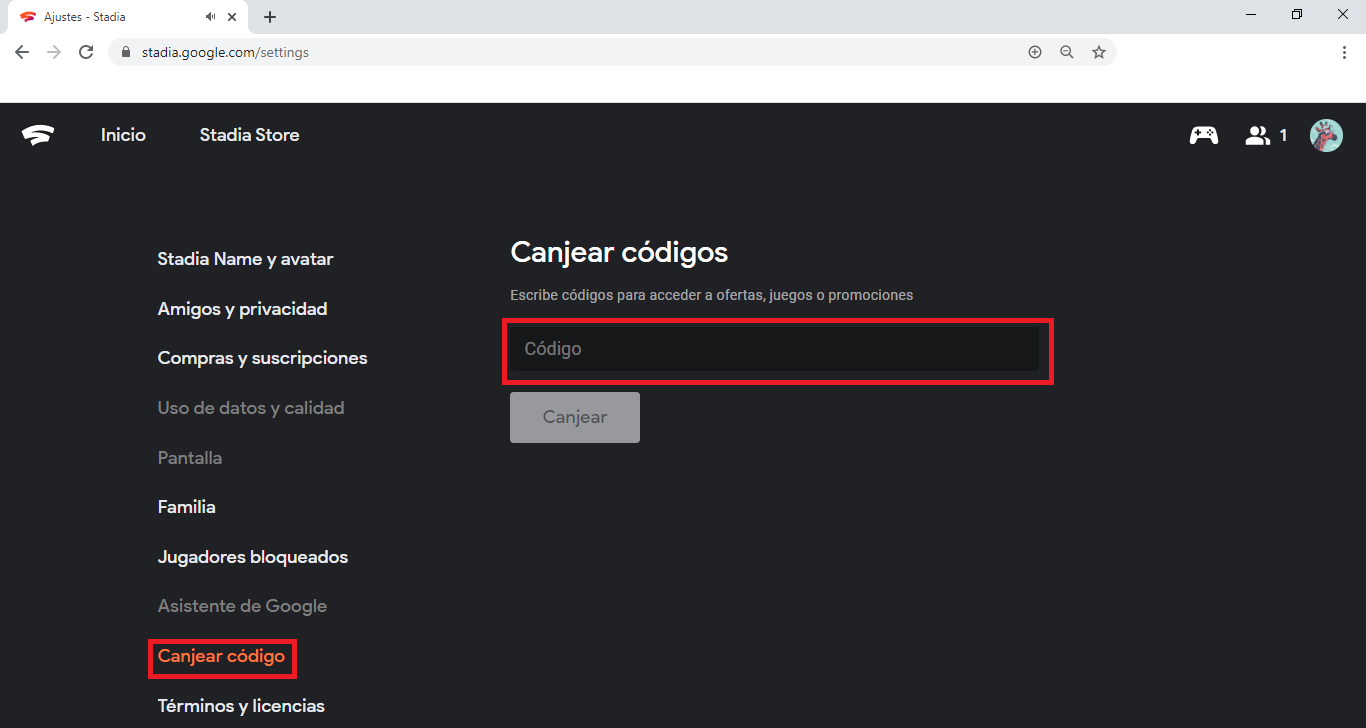 Ajustes - Stadia
stadia.google.com/settings
Inicio
Stadia Store
1
Stadia Name y avatar
Amigos y privacidad
Compras y suscripciones
Uso de datos y calidad
Pantalla
Familia
Jugadores bloqueados
Asistente de Google
Canjear código
Términos y licencias
Canjear códigos
Escribe códigos para acceder a ofertas, juegos o promociones
Código
Canjear